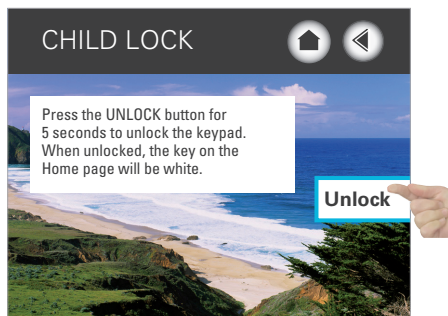 CHILD LOCK
Press the UNLOCK button for
5 seconds to unlock the keypad.
When unlocked, the key on the
Home page will be white.
Unlock